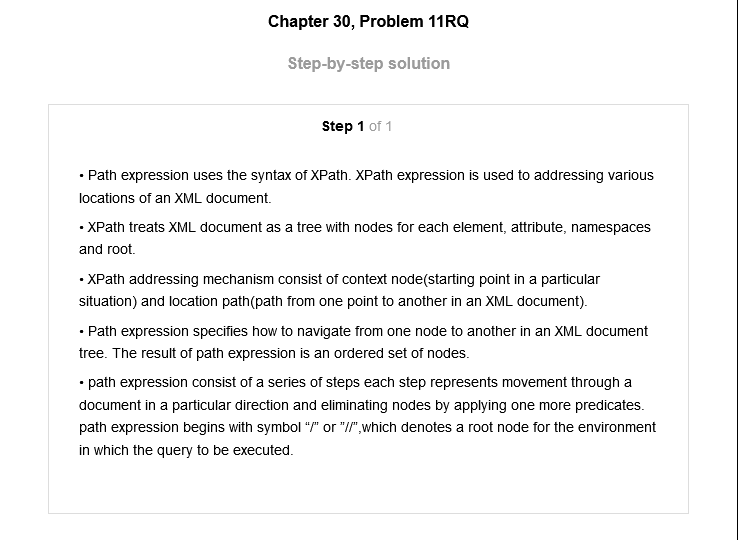 Chapter 30, Problem 11RQ
Step-by-step solution
Step 1 of 1
• Path expression uses the syntax of XPath. XPath expression is used to addressing various
locations of an XML document.
• XPath treats XML document as a tree with nodes for each element, attribute, namespaces
and root.
• XPath addressing mechanism consist of context node(starting point in a particular
situation) and location path(path from one point to another in an XML document).
• Path expression specifies how to navigate from one node to another in an XML document
tree. The result of path expression is an ordered set of nodes.
• path expression consist of a series of steps each step represents movement through a
document in a particular direction and eliminating nodes by applying one more predicates.
path expression begins with symbol “/” or ”//”,which denotes a root node for the environment
in which the query to be executed.